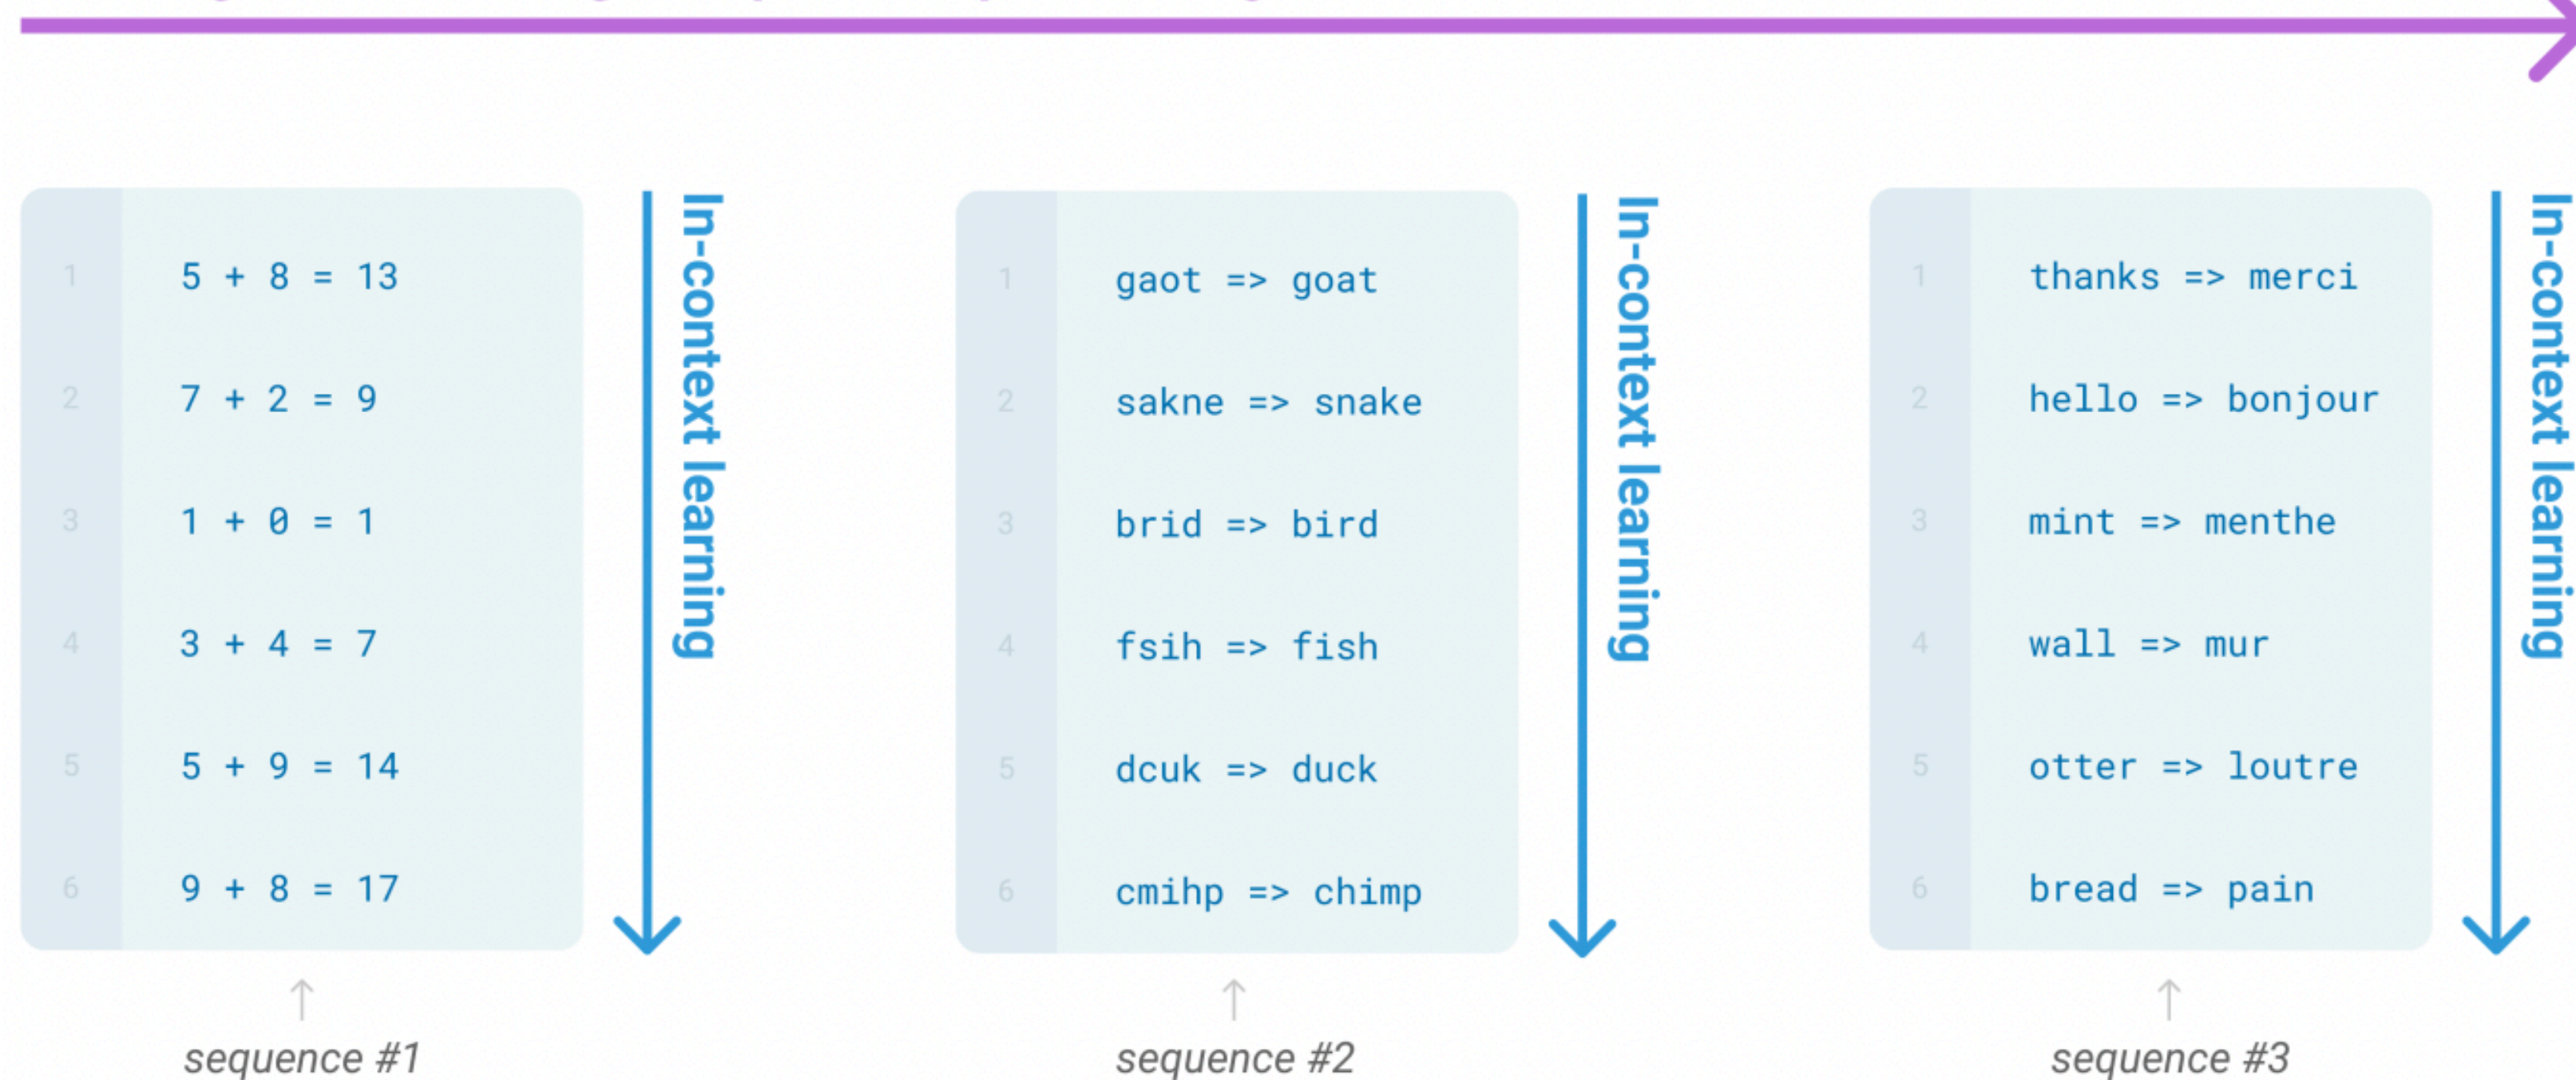 1 5 + 8 = 13
2 7 + 2 = 9
3 1 + 0 = 1
4 3 + 4 = 7
5 5 + 9 = 14
6 9 + 8 = 17
In-context learning
sequence #1
1 gaot => goat
2 sakne => snake
3 brid => bird
4 fsih => fish
5 dcuk => duck
6 cmihp => chimp
In-context learning
sequence #2
1 thanks => merci
2 hello => bonjour
3 mint => menthe
4 wall => mur
5 otter => loutre
6 bread => pain
In-context learning
sequence #3